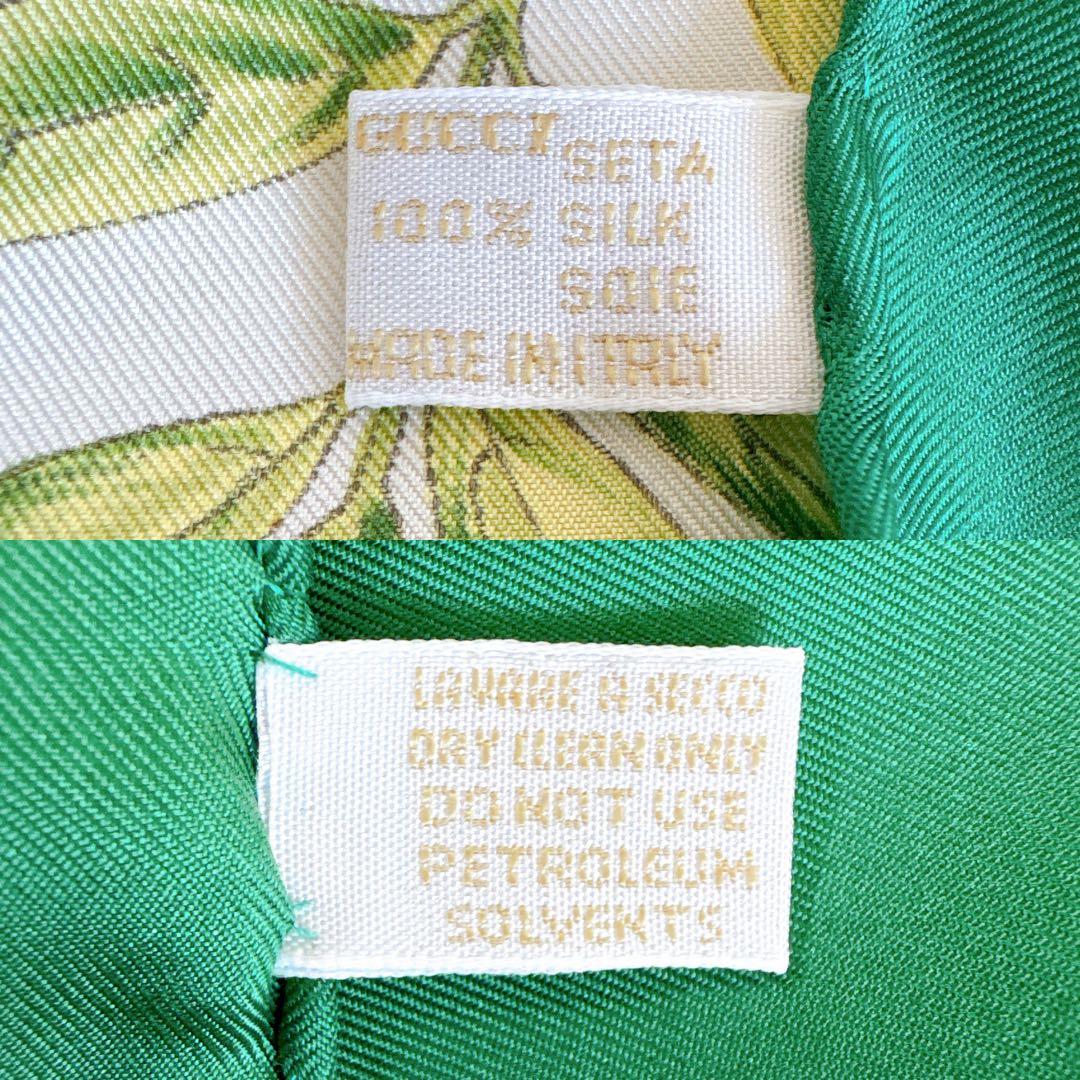 GUCCI
SETA
100% SILK
SOIE
MADE IN ITALY
LAVARE A SECCO
DRY CLEAN ONLY
DO NOT USE
PETROLEUM
SOLVENTS